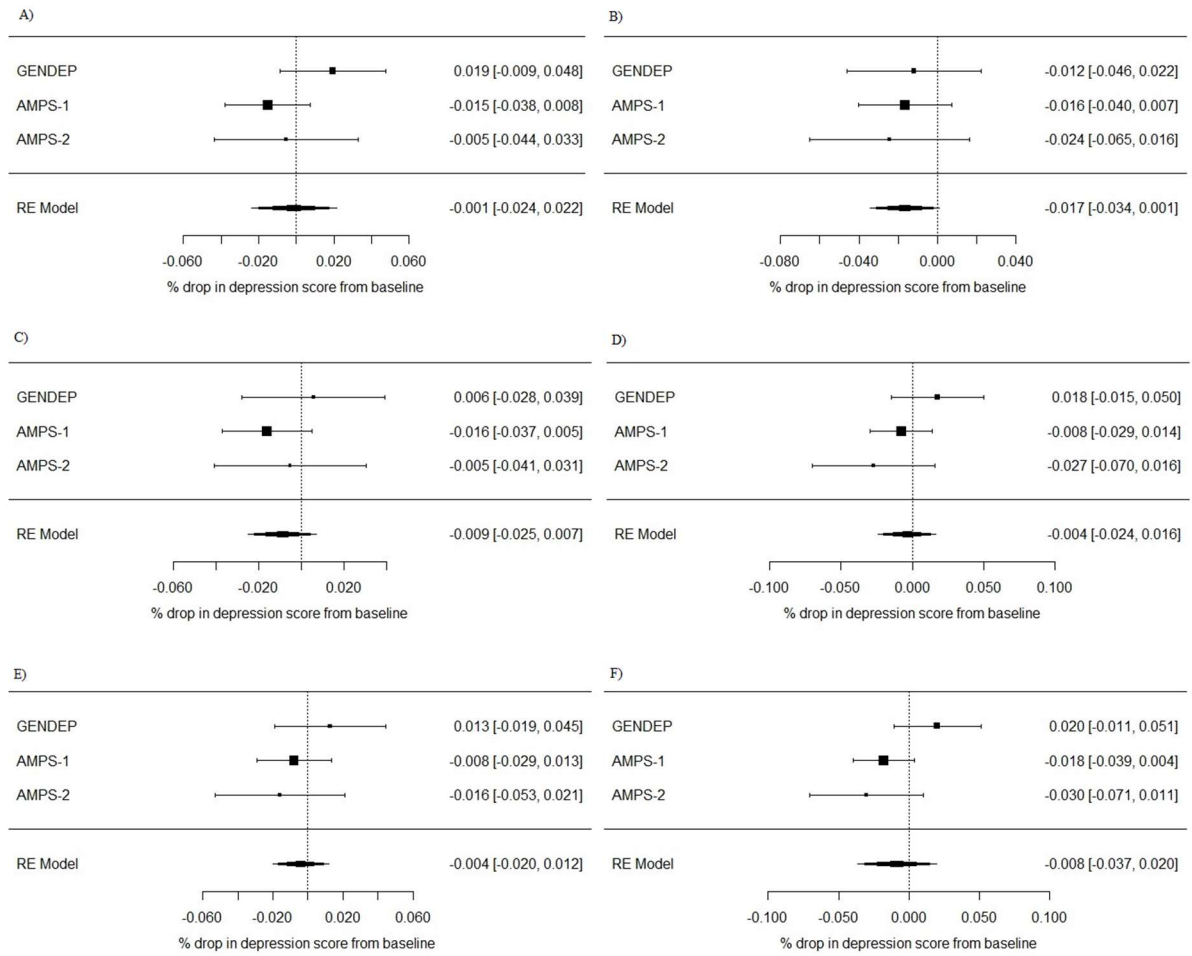 A)
GENDEP 0.019 [-0.009, 0.048]
AMPS-1 -0.015 [-0.038, 0.008]
AMPS-2 -0.005 [-0.044, 0.033]
RE Model -0.001 [-0.024, 0.022]
-0.060 -0.020 0.020 0.060
% drop in depression score from baseline
B)
GENDEP -0.012 [-0.046, 0.022]
AMPS-1 -0.016 [-0.040, 0.007]
AMPS-2 -0.024 [-0.065, 0.016]
RE Model -0.017 [-0.034, 0.001]
-0.080 -0.040 0.000 0.040
% drop in depression score from baseline
C)
GENDEP 0.006 [-0.028, 0.039]
AMPS-1 -0.016 [-0.037, 0.005]
AMPS-2 -0.005 [-0.041, 0.031]
RE Model -0.009 [-0.025, 0.007]
-0.060 -0.020 0.020
% drop in depression score from baseline
D)
GENDEP 0.018 [-0.015, 0.050]
AMPS-1 -0.008 [-0.029, 0.014]
AMPS-2 -0.027 [-0.070, 0.016]
RE Model -0.004 [-0.024, 0.016]
-0.100 -0.050 0.000 0.050 0.100
% drop in depression score from baseline
E)
GENDEP 0.013 [-0.019, 0.045]
AMPS-1 -0.008 [-0.029, 0.013]
AMPS-2 -0.016 [-0.053, 0.021]
RE Model -0.004 [-0.020, 0.012]
-0.060 -0.020 0.020 0.060
% drop in depression score from baseline
F)
GENDEP 0.020 [-0.011, 0.051]
AMPS-1 -0.018 [-0.039, 0.004]
AMPS-2 -0.030 [-0.071, 0.011]
RE Model -0.008 [-0.037, 0.020]
-0.100 -0.050 0.000 0.050 0.100
% drop in depression score from baseline